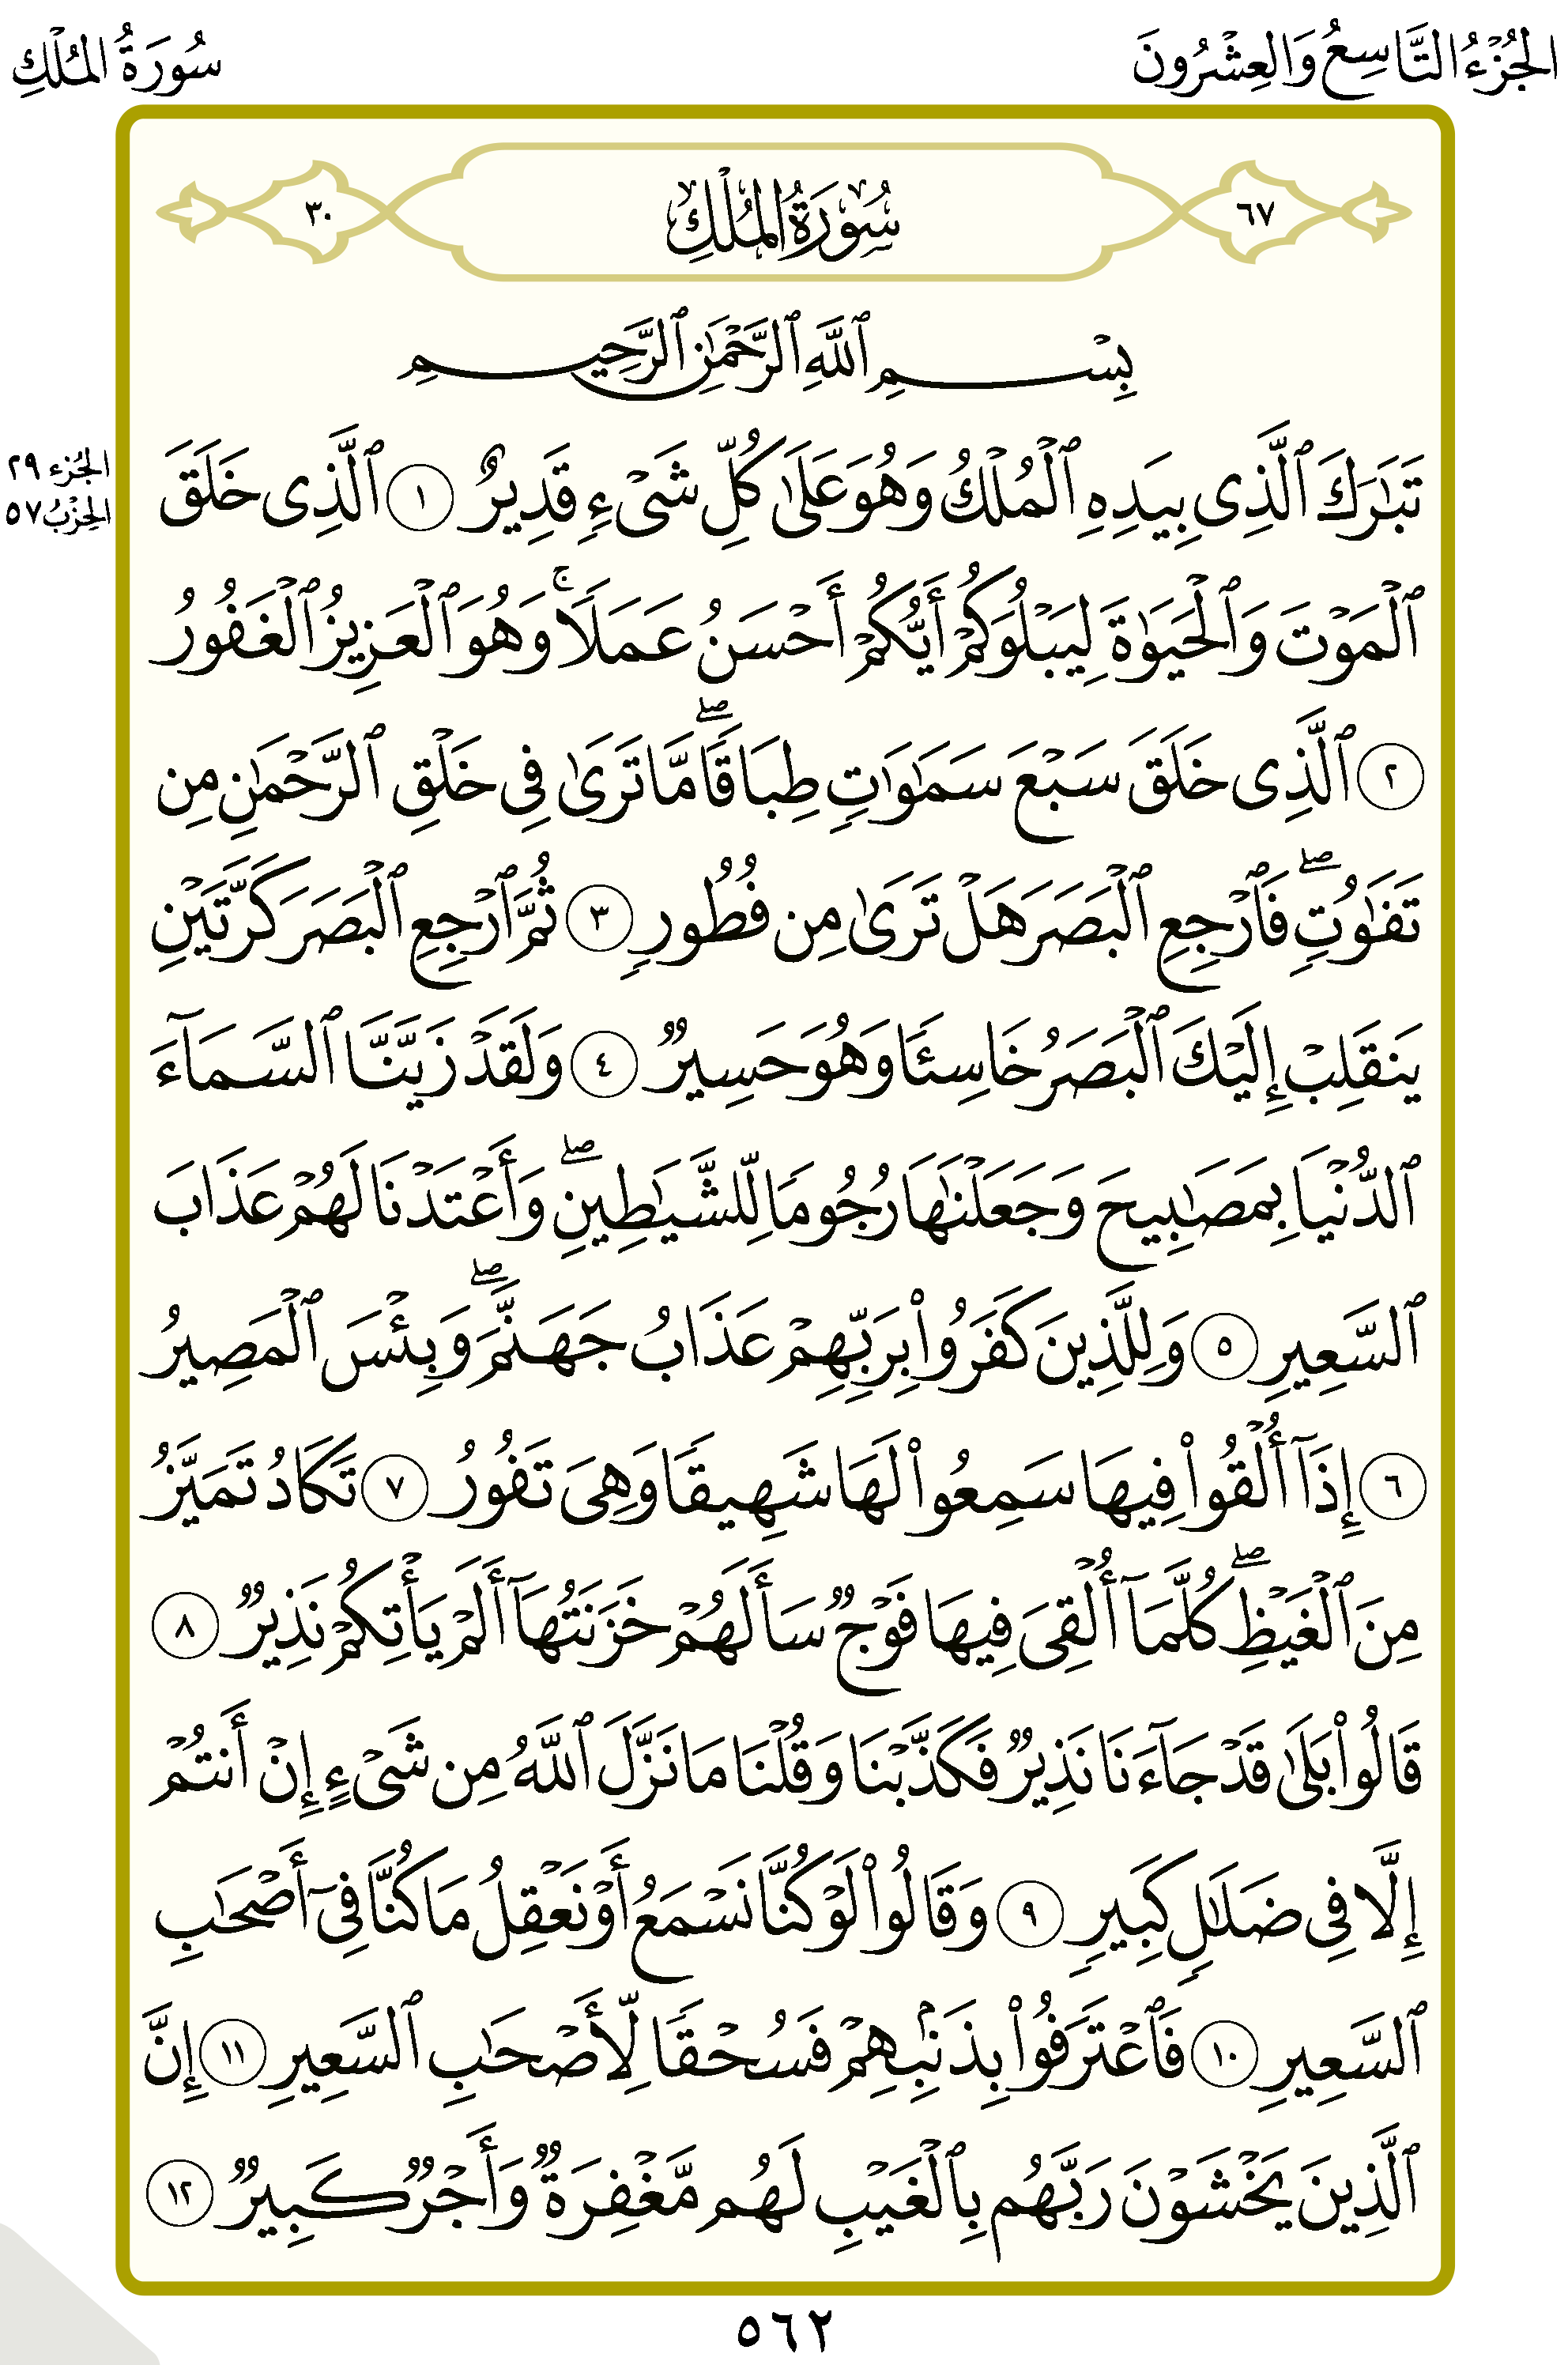 الجُزْءُ التَّاسِعُ وَالعِشْرُونَ
سُورَةُ المُلْكِ
٦٧
سُورَةُ المُلْكِ
٣٠
بِسْمِ ٱللَّهِ ٱلرَّحْمَٰنِ ٱلرَّحِيمِ
الجُزء ٢٩
الحِزْبُ ٥٧
تَبَٰرَكَ ٱلَّذِى بِيَدِهِ ٱلْمُلْكُ وَهُوَ عَلَىٰ كُلِّ شَىْءٍ قَدِيرٌ ١ ٱلَّذِى خَلَقَ
ٱلْمَوْتَ وَٱلْحَيَوٰةَ لِيَبْلُوَكُمْ أَيُّكُمْ أَحْسَنُ عَمَلًا ۚ وَهُوَ ٱلْعَزِيزُ ٱلْغَفُورُ
٢ ٱلَّذِى خَلَقَ سَبْعَ سَمَٰوَٰتٍ طِبَاقًا ۖ مَّا تَرَىٰ فِى خَلْقِ ٱلرَّحْمَٰنِ مِن
تَفَٰوُتٍ ۖ فَٱرْجِعِ ٱلْبَصَرَ هَلْ تَرَىٰ مِن فُطُورٍ ٣ ثُمَّ ٱرْجِعِ ٱلْبَصَرَ كَرَّتَيْنِ
يَنقَلِبْ إِلَيْكَ ٱلْبَصَرُ خَاسِئًا وَهُوَ حَسِيرٌ ٤ وَلَقَدْ زَيَّنَّا ٱلسَّمَآءَ
ٱلدُّنْيَا بِمَصَٰبِيحَ وَجَعَلْنَٰهَا رُجُومًا لِّلشَّيَٰطِينِ ۖ وَأَعْتَدْنَا لَهُمْ عَذَابَ
ٱلسَّعِيرِ ٥ وَلِلَّذِينَ كَفَرُوا۟ بِرَبِّهِمْ عَذَابُ جَهَنَّمَ ۖ وَبِئْسَ ٱلْمَصِيرُ
٦ إِذَآ أُلْقُوا۟ فِيهَا سَمِعُوا۟ لَهَا شَهِيقًا وَهِىَ تَفُورُ ٧ تَكَادُ تَمَيَّزُ
مِنَ ٱلْغَيْظِ ۖ كُلَّمَآ أُلْقِىَ فِيهَا فَوْجٌ سَأَلَهُمْ خَزَنَتُهَآ أَلَمْ يَأْتِكُمْ نَذِيرٌ ٨
قَالُوا۟ بَلَىٰ قَدْ جَآءَنَا نَذِيرٌ فَكَذَّبْنَا وَقُلْنَا مَا نَزَّلَ ٱللَّهُ مِن شَىْءٍ إِنْ أَنتُمْ
إِلَّا فِى ضَلَٰلٍ كَبِيرٍ ٩ وَقَالُوا۟ لَوْ كُنَّا نَسْمَعُ أَوْ نَعْقِلُ مَا كُنَّا فِىٓ أَصْحَٰبِ
ٱلسَّعِيرِ ١٠ فَٱعْتَرَفُوا۟ بِذَنۢبِهِمْ فَسُحْقًا لِّأَصْحَٰبِ ٱلسَّعِيرِ ١١ إِنَّ
ٱلَّذِينَ يَخْشَوْنَ رَبَّهُم بِٱلْغَيْبِ لَهُم مَّغْفِرَةٌ وَأَجْرٌ كَبِيرٌ ١٢
٥٦٢